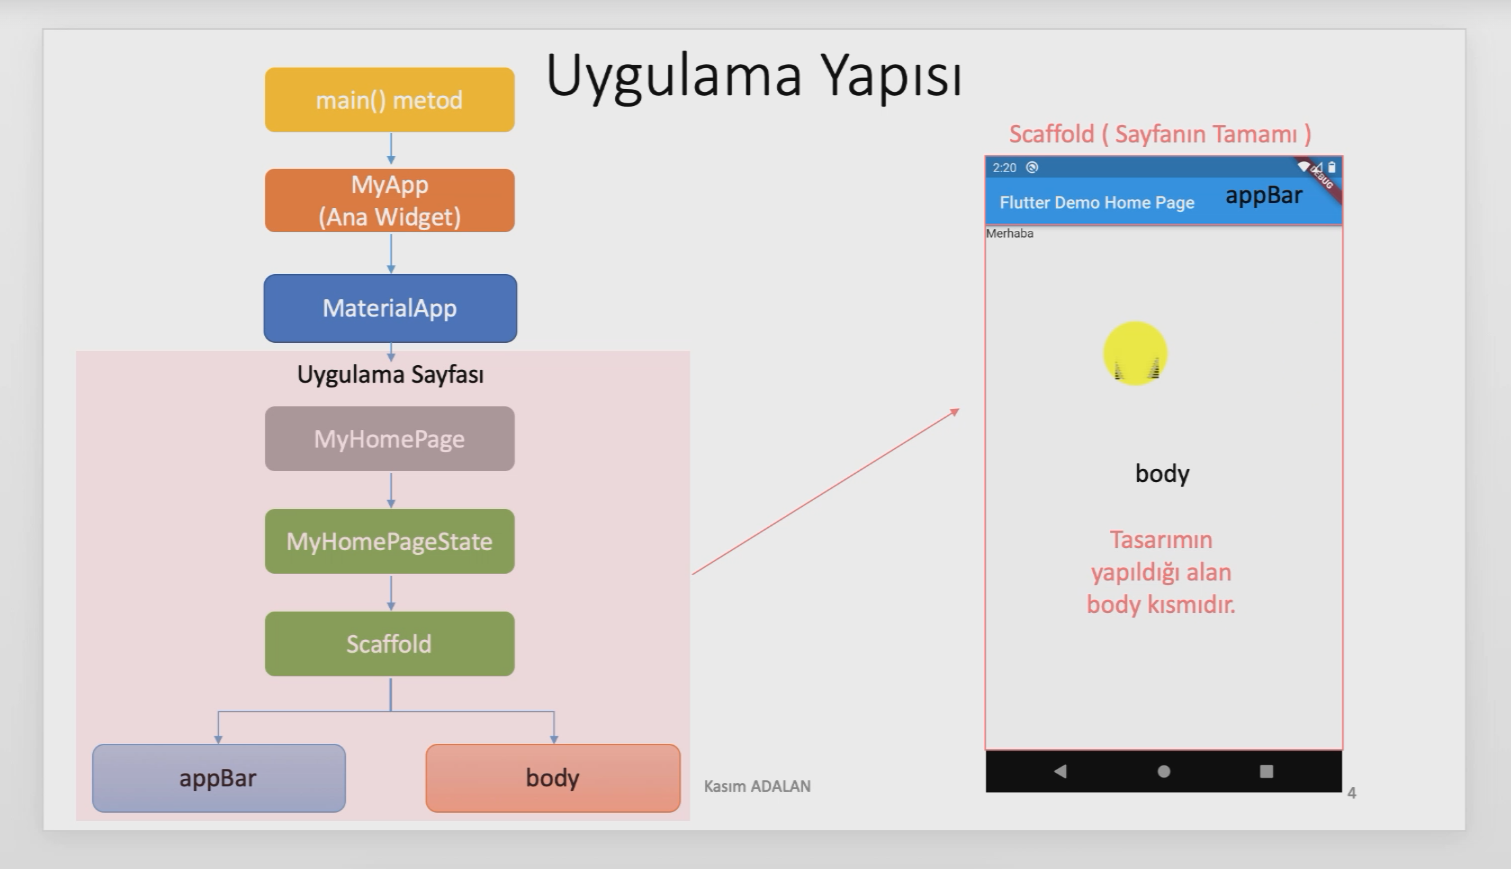 Uygulama Yapısı
main() metod
MyApp
(Ana Widget)
MaterialApp
Uygulama Sayfası
MyHomePage
MyHomePageState
Scaffold
appBar
body
Kasım ADALAN
Scaffold ( Sayfanın Tamamı )
2:20
DEBUG
Flutter Demo Home Page
appBar
Merhaba
body
Tasarımın
yapıldığı alan
body kısmıdır.
4